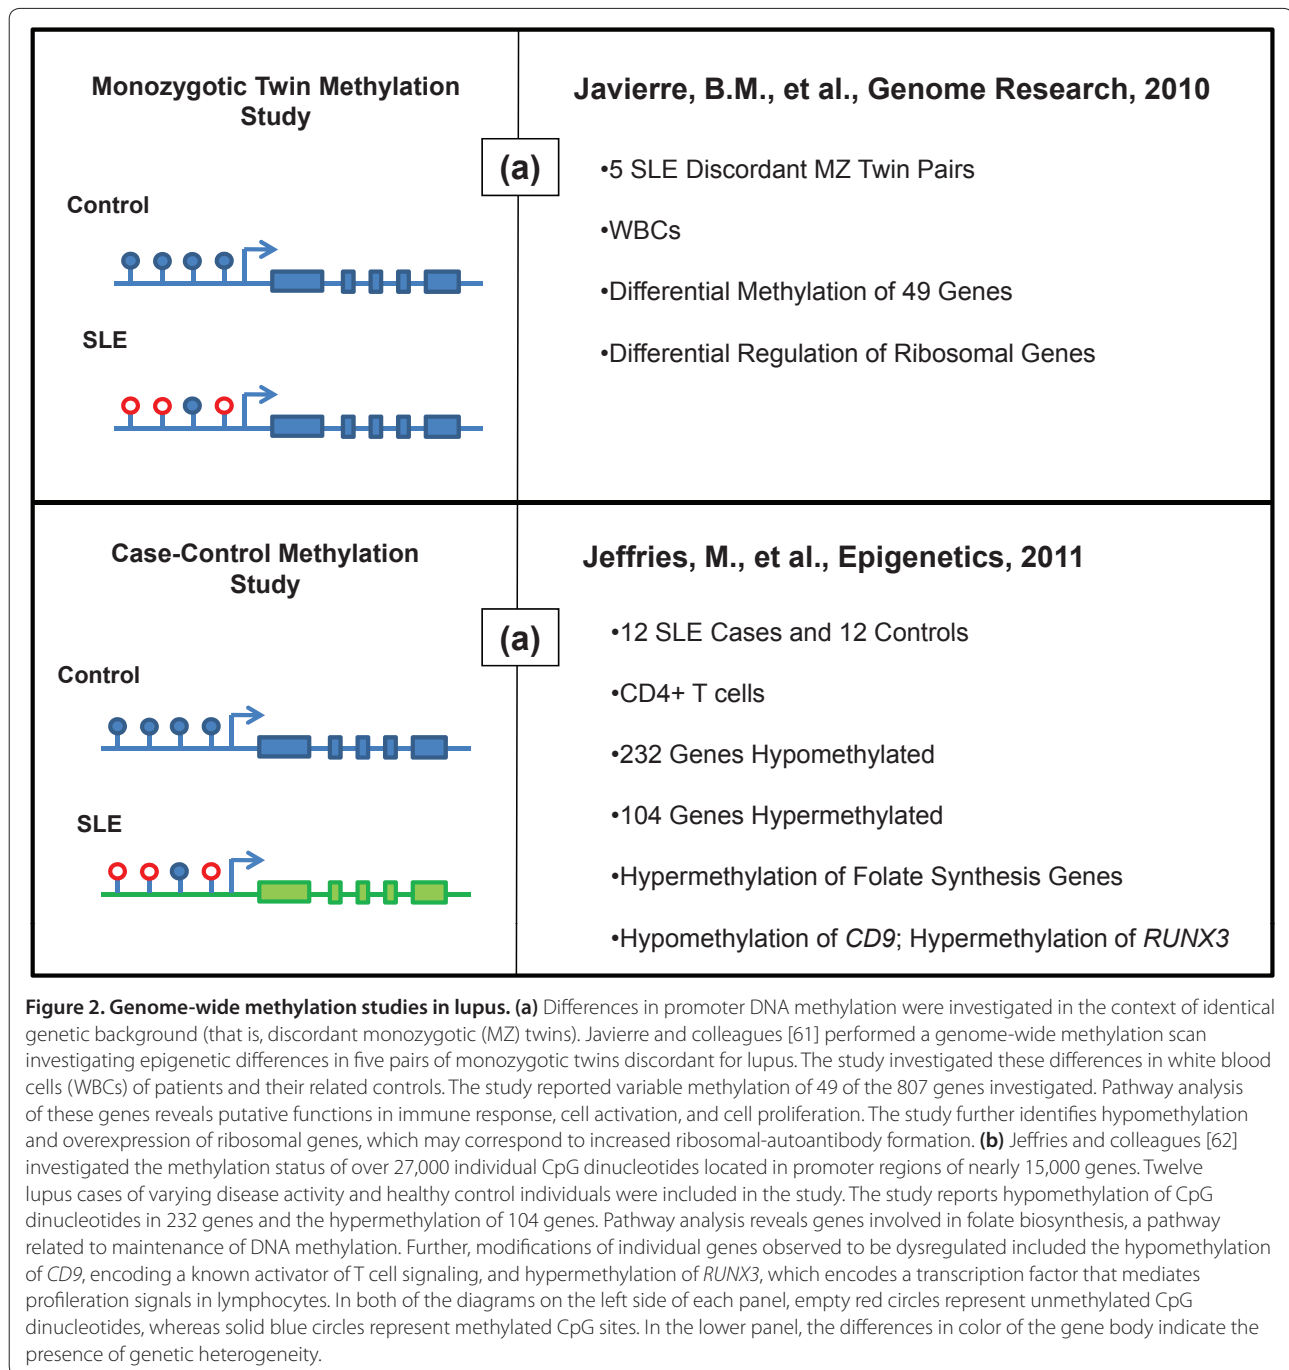 Monozygotic Twin Methylation
Study
Control
SLE
(a)
Javierre, B.M., et al., Genome Research, 2010
•5 SLE Discordant MZ Twin Pairs
•WBCs
•Differential Methylation of 49 Genes
•Differential Regulation of Ribosomal Genes
Case-Control Methylation
Study
Control
SLE
(a)
Jeffries, M., et al., Epigenetics, 2011
•12 SLE Cases and 12 Controls
•CD4+ T cells
•232 Genes Hypomethylated
•104 Genes Hypermethylated
•Hypermethylation of Folate Synthesis Genes
•Hypomethylation of CD9; Hypermethylation of RUNX3
Figure 2. Genome-wide methylation studies in lupus. (a) Differences in promoter DNA methylation were investigated in the context of identical
genetic background (that is, discordant monozygotic (MZ) twins). Javierre and colleagues [61] performed a genome-wide methylation scan
investigating epigenetic differences in five pairs of monozygotic twins discordant for lupus. The study investigated these differences in white blood
cells (WBCs) of patients and their related controls. The study reported variable methylation of 49 of the 807 genes investigated. Pathway analysis
of these genes reveals putative functions in immune response, cell activation, and cell proliferation. The study further identifies hypomethylation
and overexpression of ribosomal genes, which may correspond to increased ribosomal-autoantibody formation. (b) Jeffries and colleagues [62]
investigated the methylation status of over 27,000 individual CpG dinucleotides located in promoter regions of nearly 15,000 genes. Twelve
lupus cases of varying disease activity and healthy control individuals were included in the study. The study reports hypomethylation of CpG
dinucleotides in 232 genes and the hypermethylation of 104 genes. Pathway analysis reveals genes involved in folate biosynthesis, a pathway
related to maintenance of DNA methylation. Further, modifications of individual genes observed to be dysregulated included the hypomethylation
of CD9, encoding a known activator of T cell signaling, and hypermethylation of RUNX3, which encodes a transcription factor that mediates
profileration signals in lymphocytes. In both of the diagrams on the left side of each panel, empty red circles represent unmethylated CpG
dinucleotides, whereas solid blue circles represent methylated CpG sites. In the lower panel, the differences in color of the gene body indicate the
presence of genetic heterogeneity.